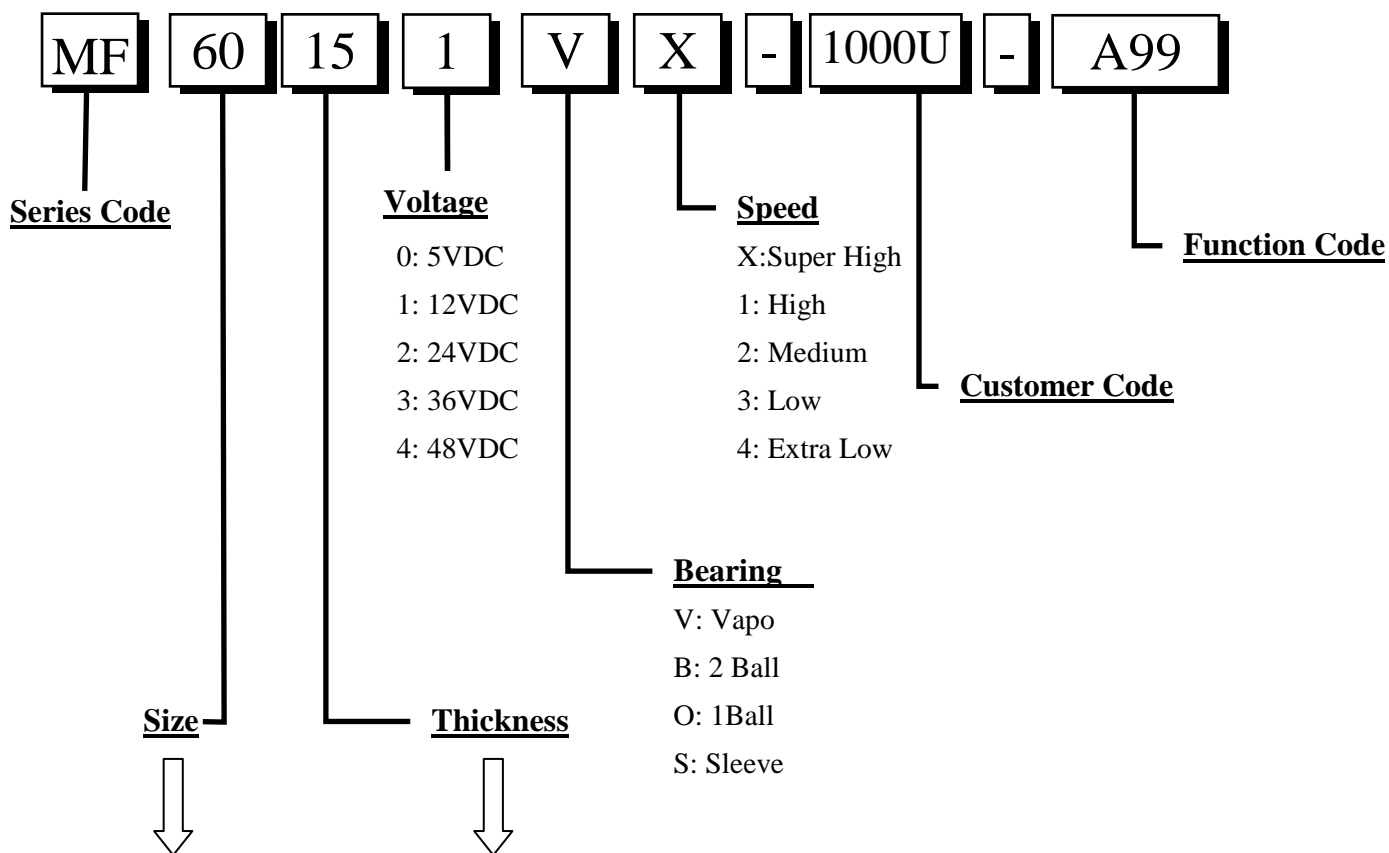 MF 60 15 1 V X - 1000U - A99
Series Code
Voltage
0: 5VDC
1: 12VDC
2: 24VDC
3: 36VDC
4: 48VDC
Speed
X:Super High
1: High
2: Medium
3: Low
4: Extra Low
Function Code
Customer Code
Bearing
V: Vapo
B: 2 Ball
O: 1Ball
S: Sleeve
Size
Thickness